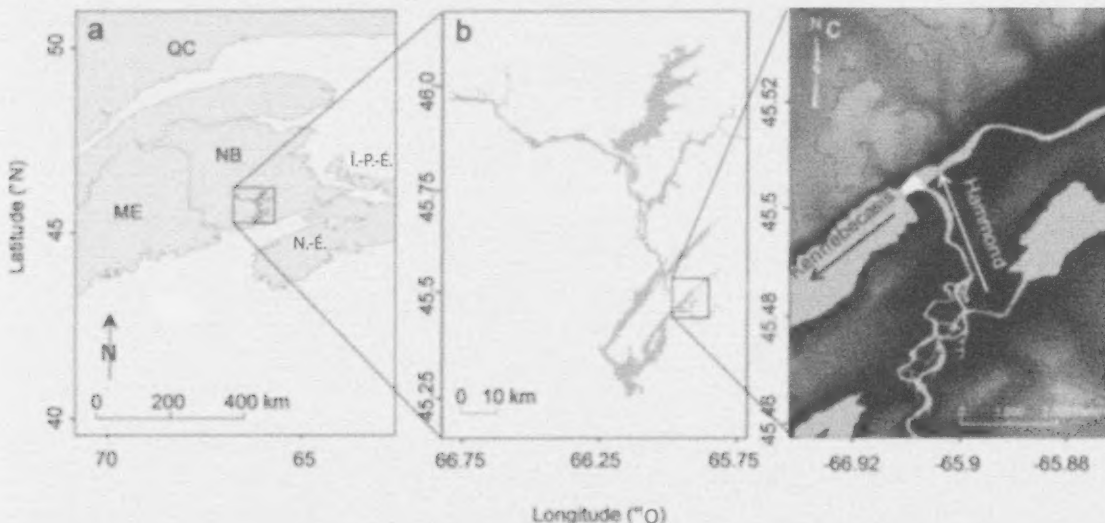 a
QC
NB
Î.-P.-É.
ME
N.-É.
N
0 200 400 km
50
45
40
70 65
Latitude (°N)
b
46.0
45.75
45.5
45.25
0 10 km
66.75 66.25 65.75
N C
Kennebecasis
Hammond
45.52
45.5
45.48
45.46
-66.92 -65.9 -65.88
Longitude (°O)